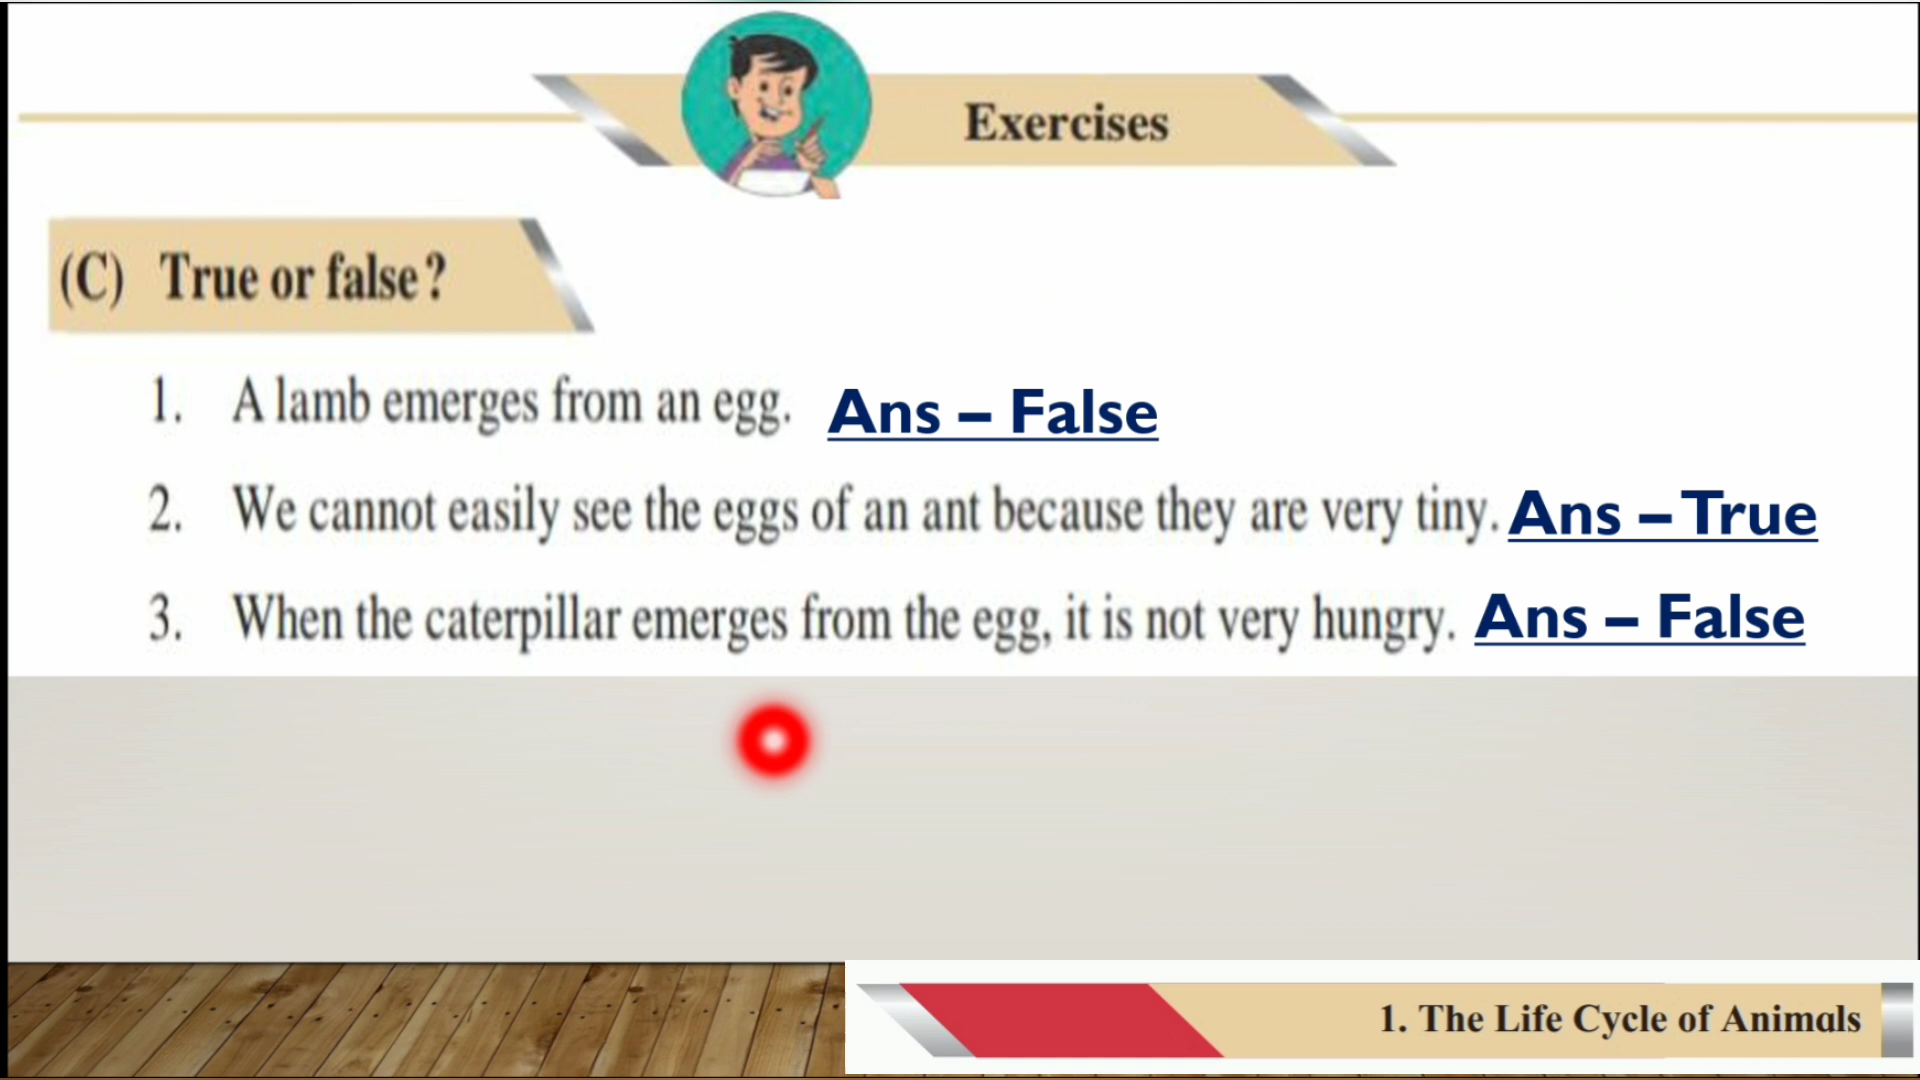 Exercises
(C) True or false?
1. A lamb emerges from an egg. Ans – False
2. We cannot easily see the eggs of an ant because they are very tiny. Ans – True
3. When the caterpillar emerges from the egg, it is not very hungry. Ans – False
1. The Life Cycle of Animals